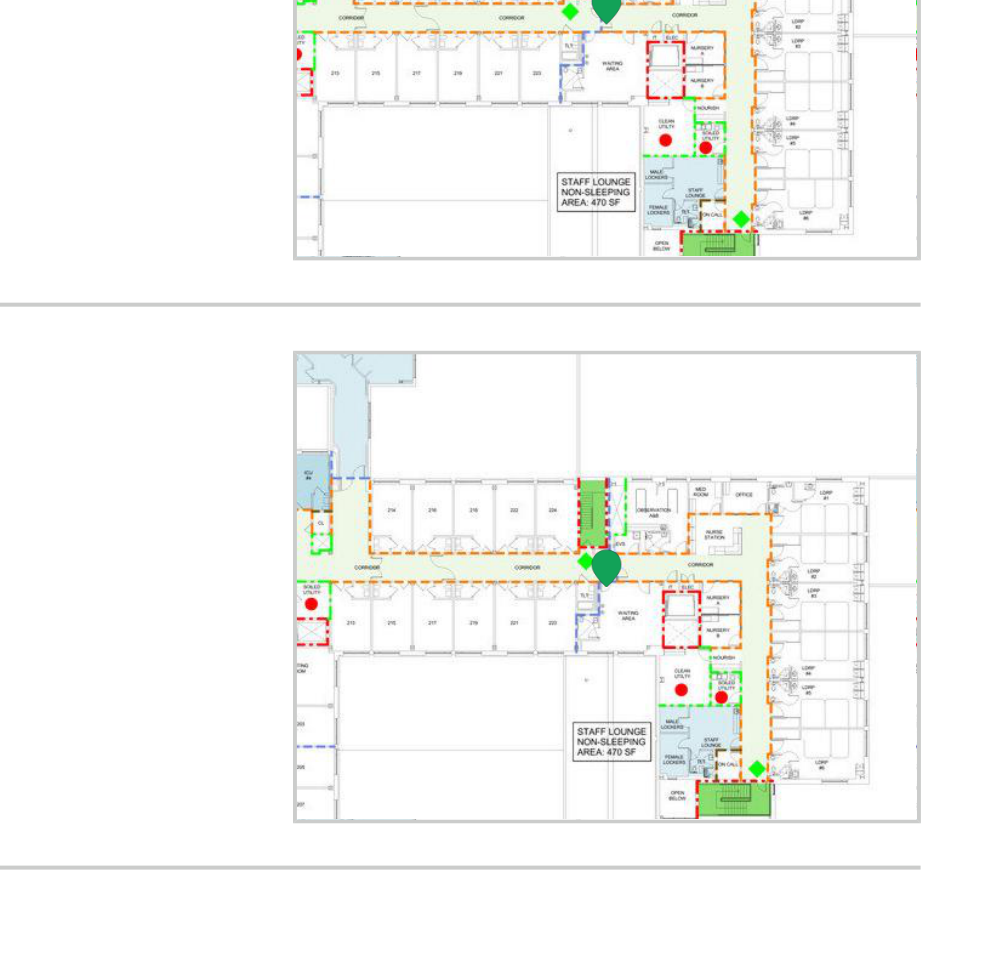 CORRIDOR
CORRIDOR
CORRIDOR
LDRP
#2
LDRP
#3
IT
ELEC
TLT.
NURSERY
A
213
215
217
219
221
223
WAITING
AREA
NURSERY
B
NOURISH
CLEAN
UTILTY
SOILED
UTILITY
LDRP
#4
LDRP
#5
MALE
LOCKERS
STAFF LOUNGE
NON-SLEEPING
AREA: 470 SF
STAFF
LOUNGE
FEMALE
LOCKERS
TLT.
ON CALL
LDRP
#6
OPEN
BELOW
ICU
CL
214
216
218
222
224
OBSERVATION
MED
ROOM
OFFICE
LDRP
#1
NURSE
STATION
EVS
CORRIDOR
CORRIDOR
CORRIDOR
LDRP
#2
LDRP
#3
SOILED
UTILITY
TLT.
IT
ELEC
NURSERY
A
213
215
217
219
221
223
WAITING
AREA
NURSERY
B
NOURISH
CLEAN
UTILTY
SOILED
UTILITY
LDRP
#4
LDRP
#5
203
MALE
LOCKERS
STAFF LOUNGE
NON-SLEEPING
AREA: 470 SF
STAFF
LOUNGE
FEMALE
LOCKERS
TLT.
ON CALL
LDRP
#6
205
OPEN
BELOW
207